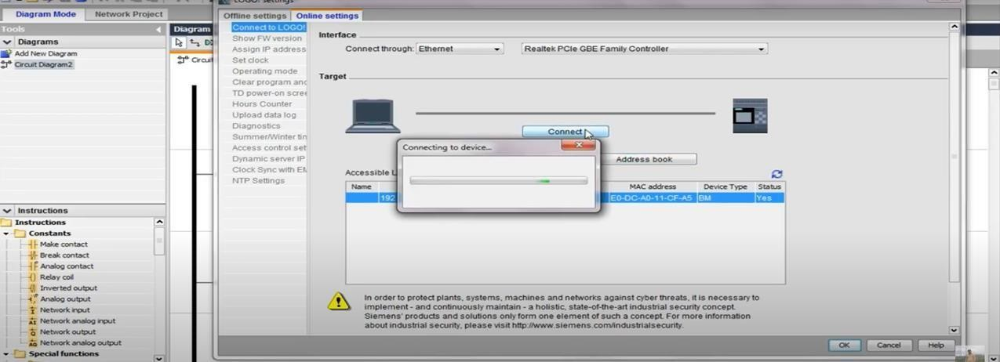 LOGO! settings
Diagram Mode
Network Project
Offline settings
Online settings
Tools
Diagrams
Add New Diagram
Circuit Diagram2
Diagram
Circui
Instructions
Instructions
Constants
Make contact
Break contact
Analog contact
Relay coil
Inverted output
Analog output
Network input
Network analog input
Network output
Network analog output
Special functions
Connect to LOGO!
Show FW version
Assign IP address
Set clock
Operating mode
Clear program and
TD power-on scree
Hours Counter
Upload data log
Diagnostics
Summer/Winter tin
Access control set
Dynamic server IP
Clock Sync with EM
NTP Settings
Interface
Connect through: Ethernet Realtek PCIe GBE Family Controller
Target
Connect
Connecting to device...
Address book
Accessible L
Name MAC address Device Type Status
192 E0-DC-A0-11-CF-A5 BM Yes
In order to protect plants, systems, machines and networks against cyber threats, it is necessary to
implement - and continuously maintain - a holistic, state-of-the-art industrial security concept.
Siemens' products and solutions only form one element of such a concept. For more information
about industrial security, please visit http://www.siemens.com/industrialsecurity.
OK Cancel Help